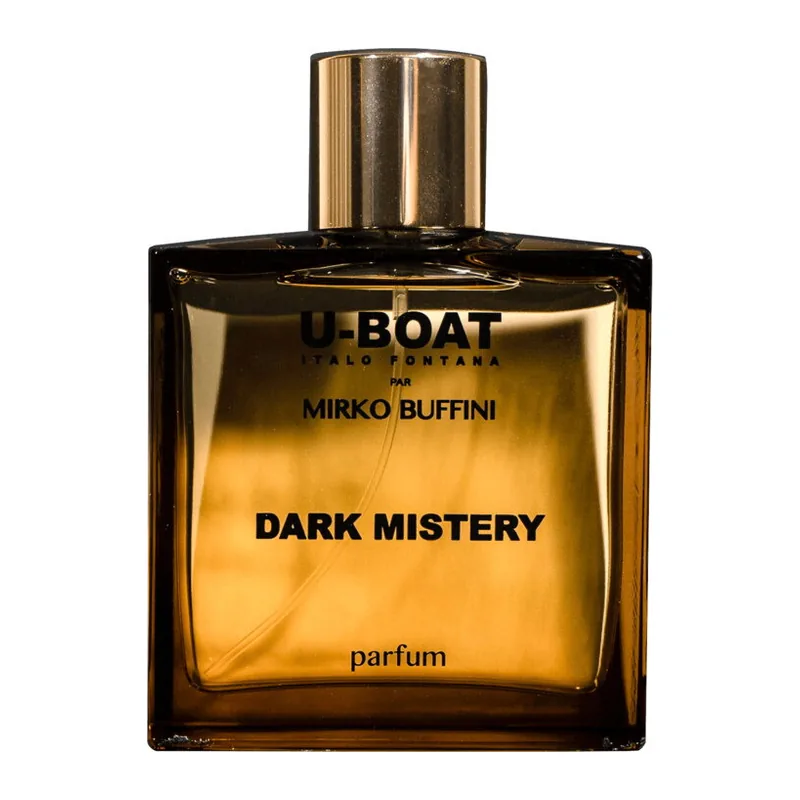 U-BOAT
ITALO FONTANA
PAR
MIRKO BUFFINI
DARK MISTERY
parfum